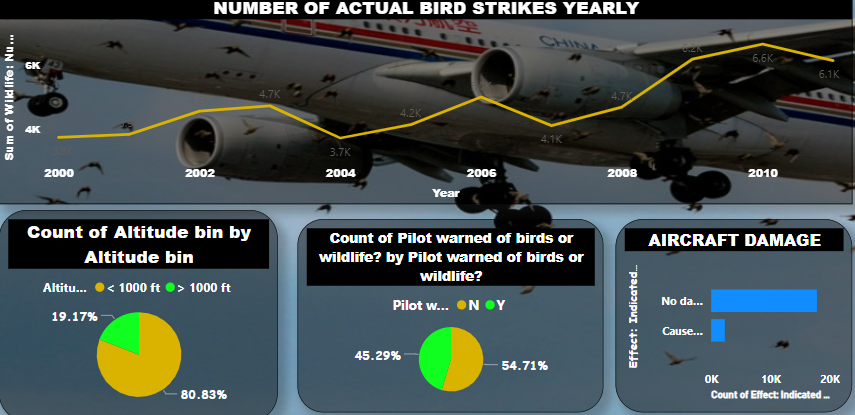 NUMBER OF ACTUAL BIRD STRIKES YEARLY
CHINA
Sum of Wildlife: Nu...
6K
4K
4.7K
3.7K
4.2K
4.1K
4.7K
6.2K
6.6K
6.1K
2000
2002
2004
2006
2008
2010
Year
Count of Altitude bin by
Altitude bin
Altitu...
< 1000 ft
> 1000 ft
19.17%
80.83%
Count of Pilot warned of birds or
wildlife? by Pilot warned of birds or
wildlife?
Pilot w...
N
Y
45.29%
54.71%
AIRCRAFT DAMAGE
Effect: Indicated...
No da...
Cause...
0K
10K
20K
Count of Effect: Indicated ...